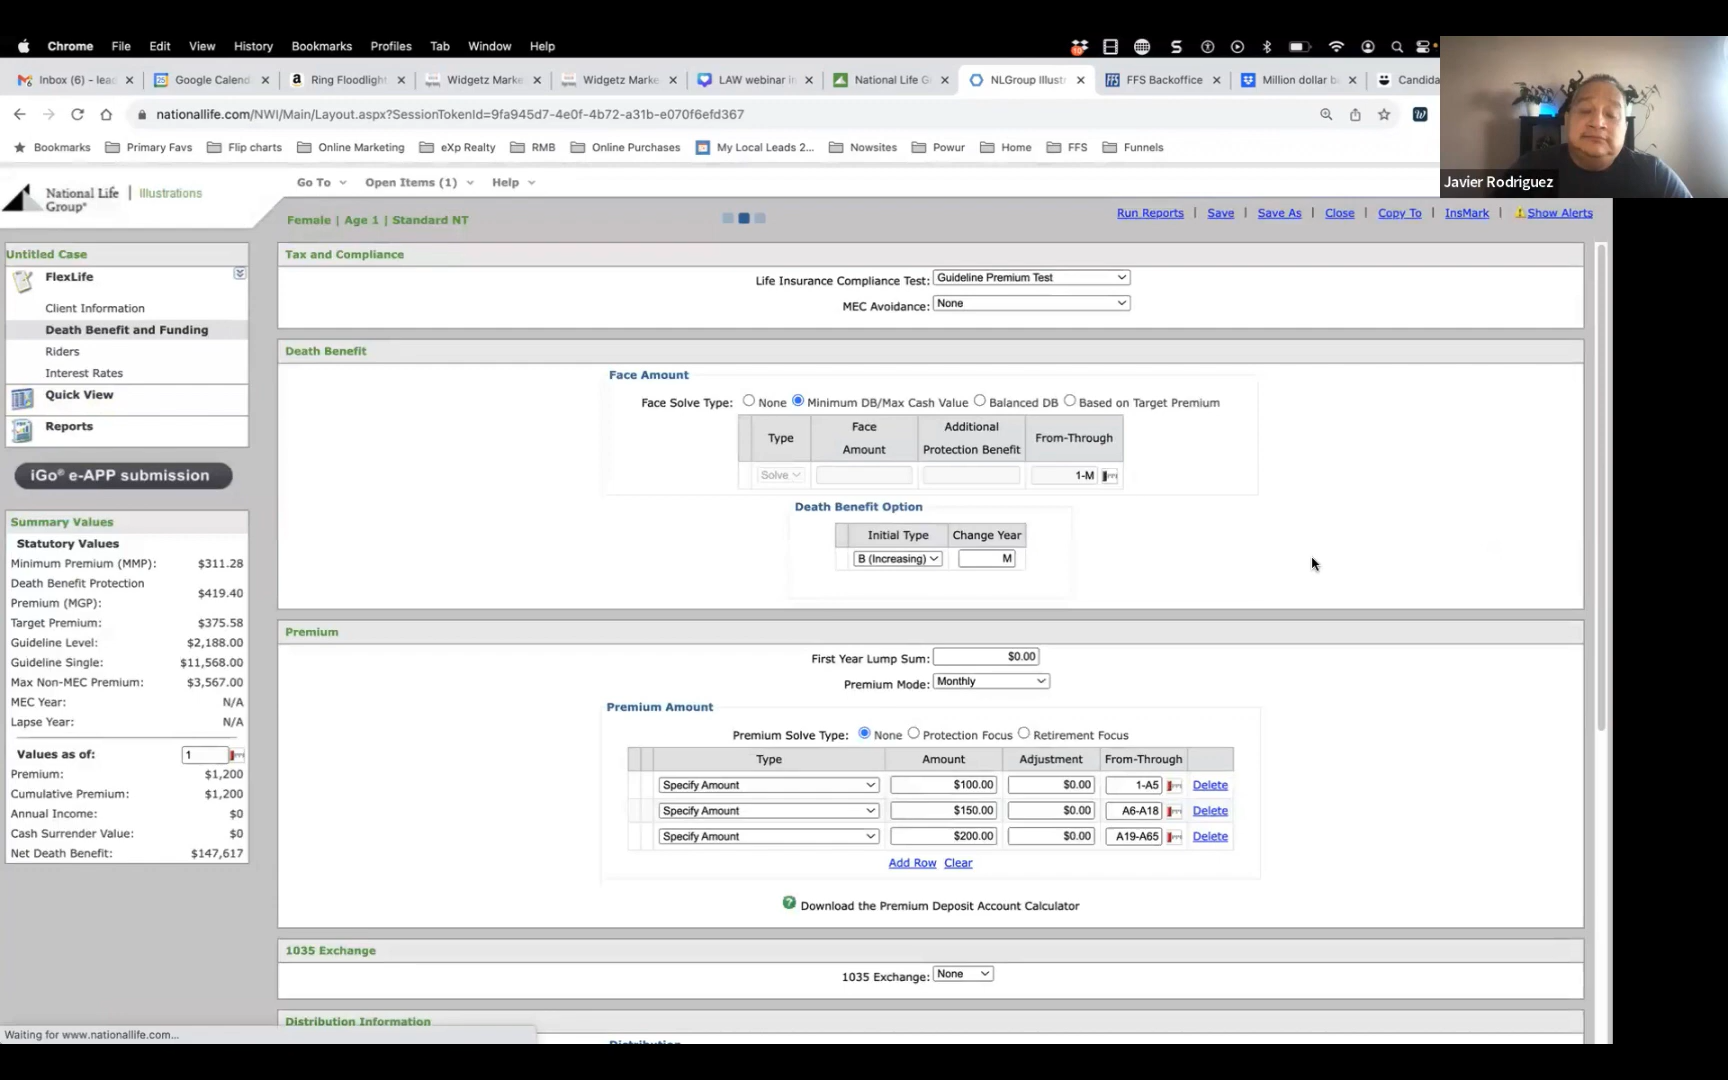 Chrome File Edit View History Bookmarks Profiles Tab Window Help
Inbox (6) – lea Google Calend Ring Floodlight Widgetz Marke Widgetz Marke LAW webinar in National Life G NLGroup Illustr FFS Backoffice Million dollar b Candida
nationallife.com/NWI/Main/Layout.aspx?SessionTokenId=9fa945d7-4e0f-4b72-a31b-e070f6efd367
Bookmarks Primary Favs Flip charts Online Marketing eXp Realty RMB Online Purchases My Local Leads 2... Nowsites Powur Home FFS Funnels
Javier Rodriguez
National Life Group® Illustrations
Go To Open Items (1) Help
Female | Age 1 | Standard NT
Run Reports | Save | Save As | Close | Copy To | InsMark | Show Alerts
Untitled Case
FlexLife
Client Information
Death Benefit and Funding
Riders
Interest Rates
Quick View
Reports
iGo® e-APP submission
Summary Values
Statutory Values
Minimum Premium (MMP): $311.28
Death Benefit Protection
Premium (MGP): $419.40
Target Premium: $375.58
Guideline Level: $2,188.00
Guideline Single: $11,568.00
Max Non-MEC Premium: $3,567.00
MEC Year: N/A
Lapse Year: N/A
Values as of: 1
Premium: $1,200
Cumulative Premium: $1,200
Annual Income: $0
Cash Surrender Value: $0
Net Death Benefit: $147,617
Tax and Compliance
Life Insurance Compliance Test: Guideline Premium Test
MEC Avoidance: None
Death Benefit
Face Amount
Face Solve Type: None Minimum DB/Max Cash Value Balanced DB Based on Target Premium
Type Face Amount Additional Protection Benefit From-Through
Solve 1-M
Death Benefit Option
Initial Type Change Year
B (Increasing) M
Premium
First Year Lump Sum: $0.00
Premium Mode: Monthly
Premium Amount
Premium Solve Type: None Protection Focus Retirement Focus
Type Amount Adjustment From-Through
Specify Amount $100.00 $0.00 1-A5 Delete
Specify Amount $150.00 $0.00 A6-A18 Delete
Specify Amount $200.00 $0.00 A19-A65 Delete
Add Row Clear
Download the Premium Deposit Account Calculator
1035 Exchange
1035 Exchange: None
Distribution Information
Distribution
Waiting for www.nationallife.com...